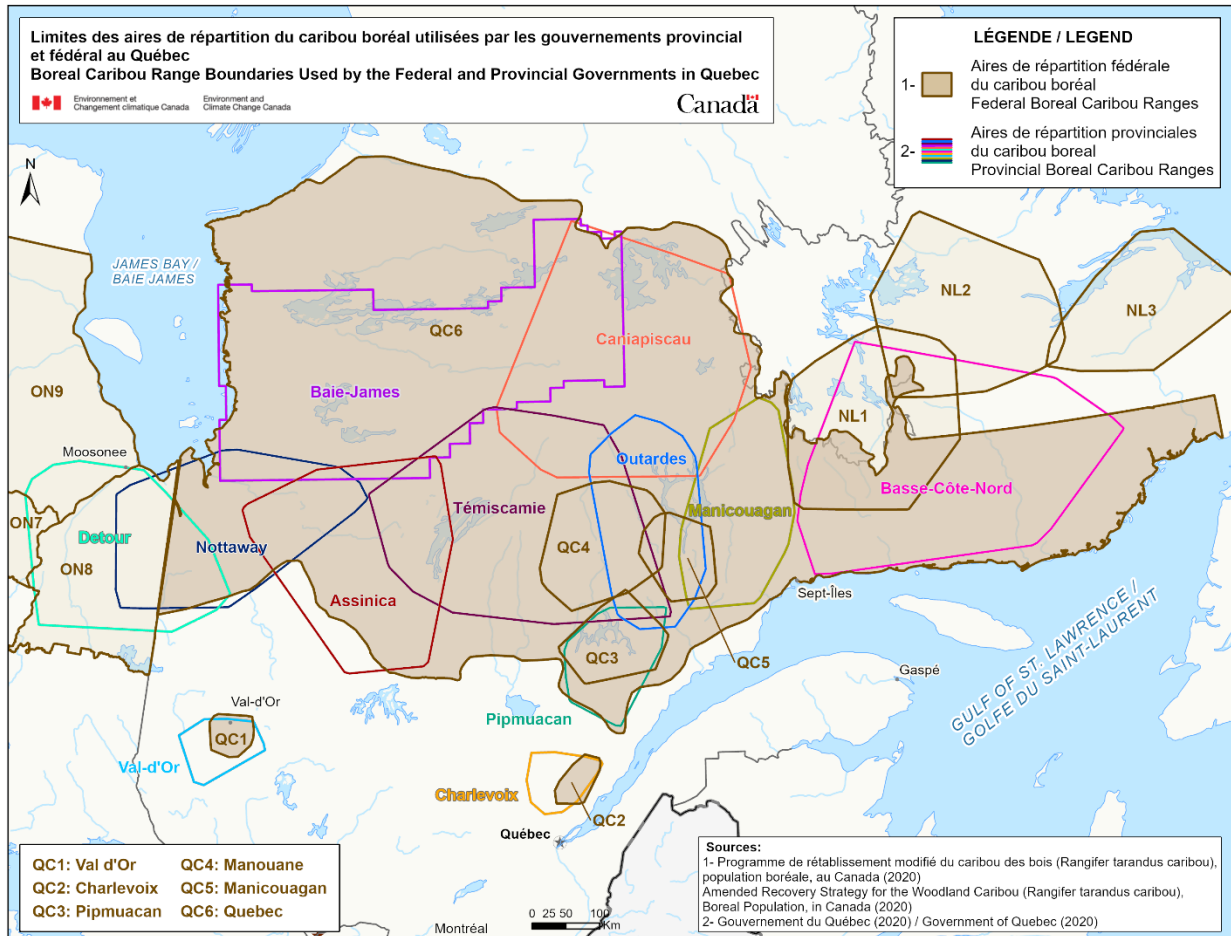 Limites des aires de répartition du caribou boréal utilisées par les gouvernements provincial
et fédéral au Québec
Boreal Caribou Range Boundaries Used by the Federal and Provincial Governments in Quebec
Environnement et
Changement climatique Canada
Environment and
Climate Change Canada
Canada
LÉGENDE / LEGEND
1-
Aires de répartition fédérale
du caribou boréal
Federal Boreal Caribou Ranges
2-
Aires de répartition provinciales
du caribou boreal
Provincial Boreal Caribou Ranges
N
JAMES BAY /
BAIE JAMES
NL2
NL3
QC6
Caniapiscau
ON9
Baie-James
NL1
Moosonee
Outardes
Basse-Côte-Nord
Témiscamie
Manicouagan
ON7
Detour
Nottaway
QC4
ON8
Sept-Îles
Assinica
QC3
QC5
Gaspé
GULF OF ST. LAWRENCE /
GOLFE DU SAINT-LAURENT
Val-d'Or
Pipmuacan
QC1
Val-d'Or
Charlevoix
QC2
Québec
QC1: Val d'Or
QC2: Charlevoix
QC3: Pipmuacan
QC4: Manouane
QC5: Manicouagan
QC6: Quebec
Montréal
0 25 50 100
Km
Sources:
1- Programme de rétablissement modifié du caribou des bois (Rangifer tarandus caribou),
population boréale, au Canada (2020)
Amended Recovery Strategy for the Woodland Caribou (Rangifer tarandus caribou),
Boreal Population, in Canada (2020)
2- Gouvernement du Québec (2020) / Government of Quebec (2020)